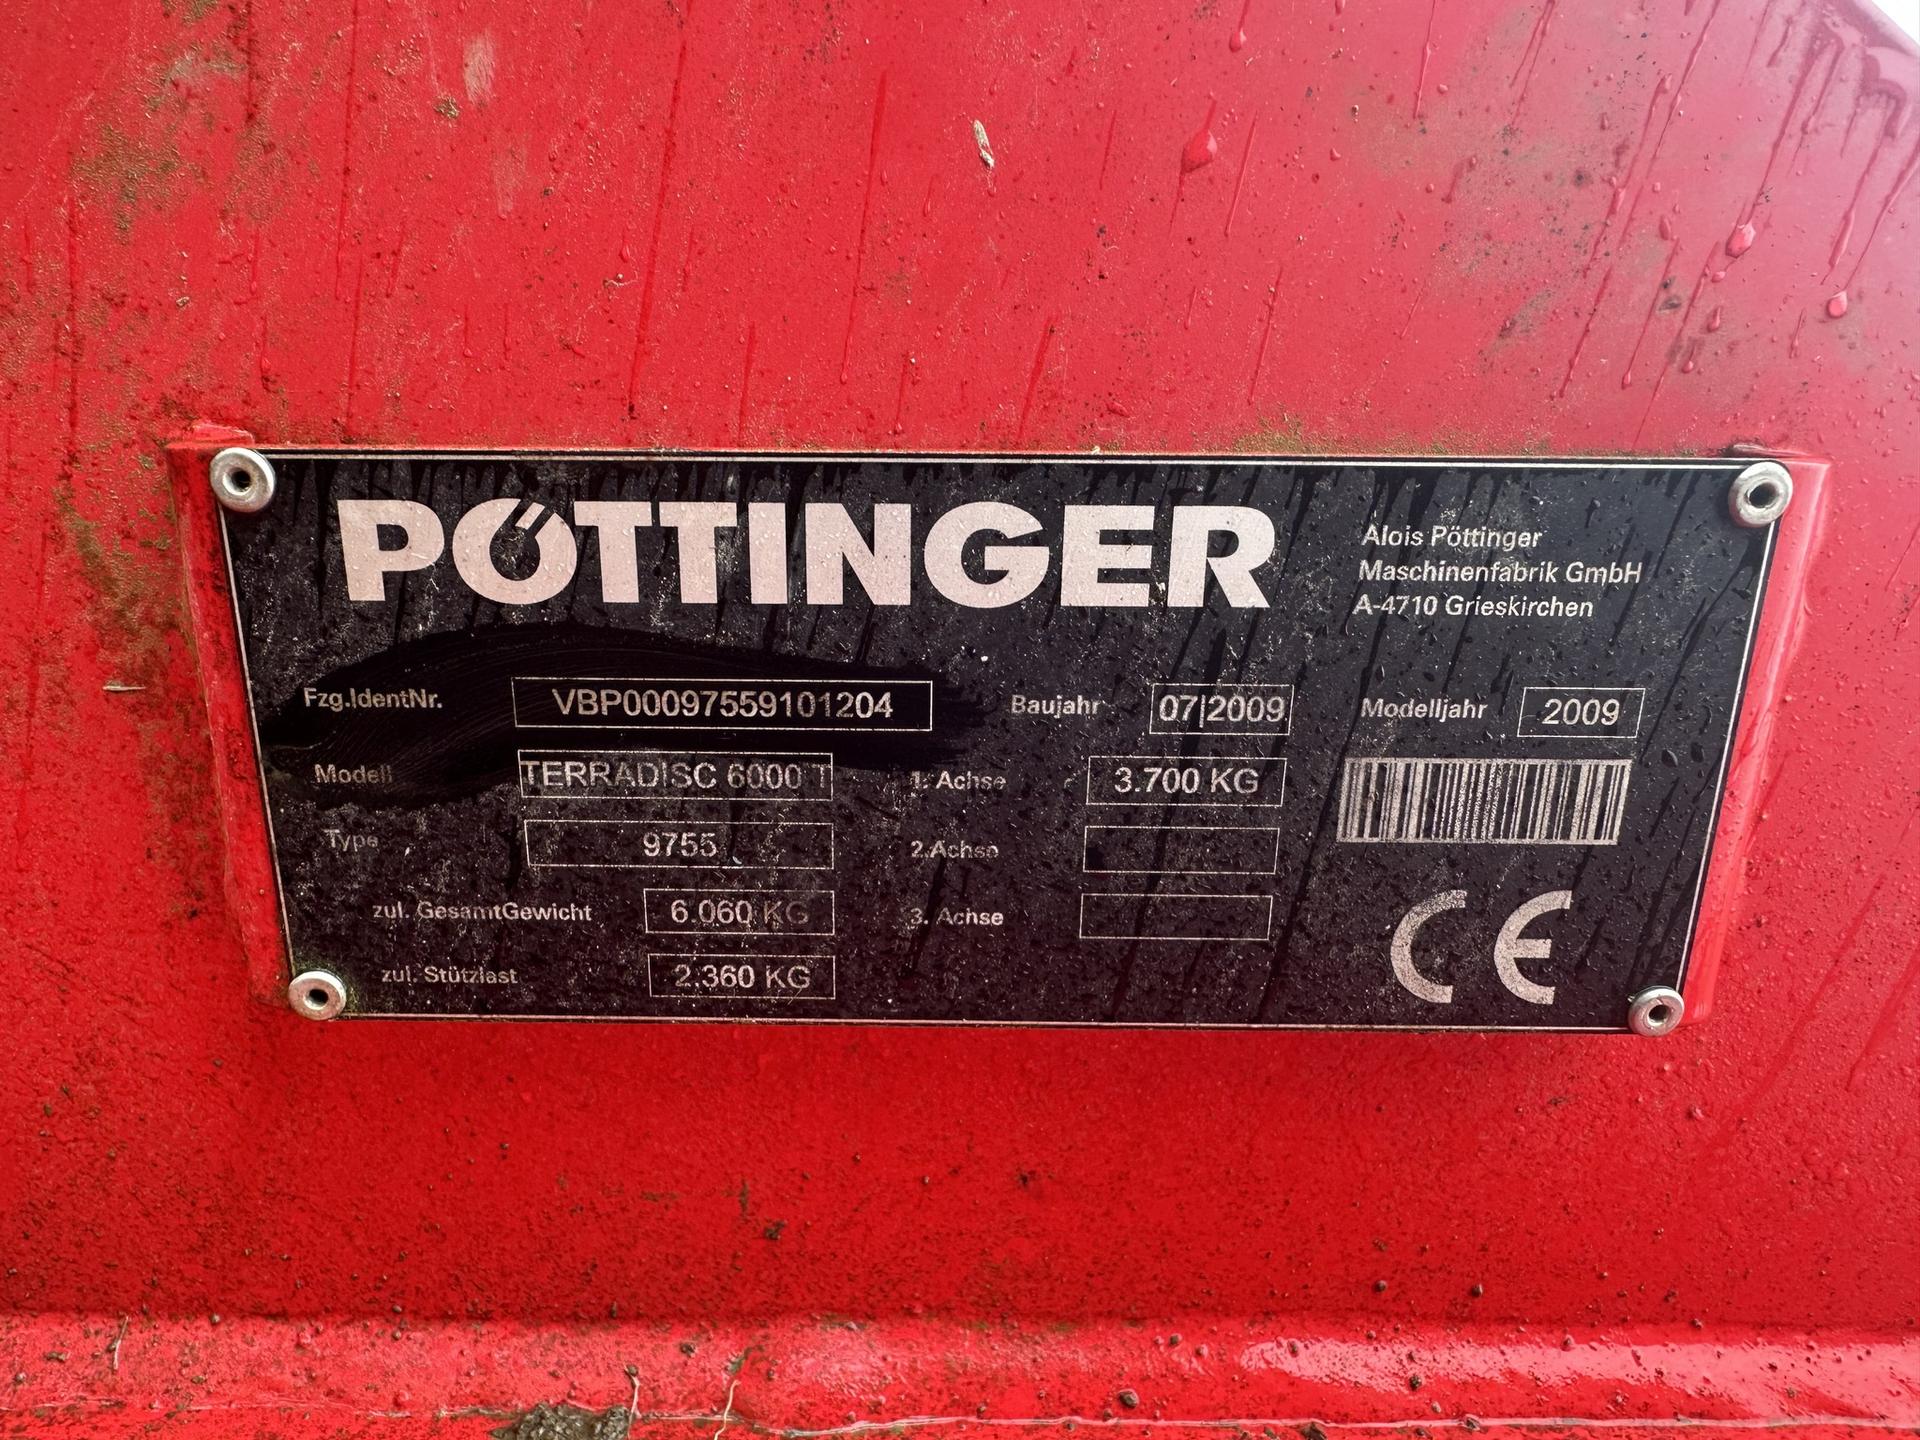 PÖTTINGER
Alois Pöttinger
Maschinenfabrik GmbH
A-4710 Grieskirchen
Fzg.IdentNr. VBP00097559101204 Baujahr 07|2009 Modelljahr 2009
Modell TERRADISC 6000 T 1. Achse 3.700 KG
Type 9755 2.Achse
zul. GesamtGewicht 6.060 KG 3. Achse
zul. Stützlast 2.360 KG
CE